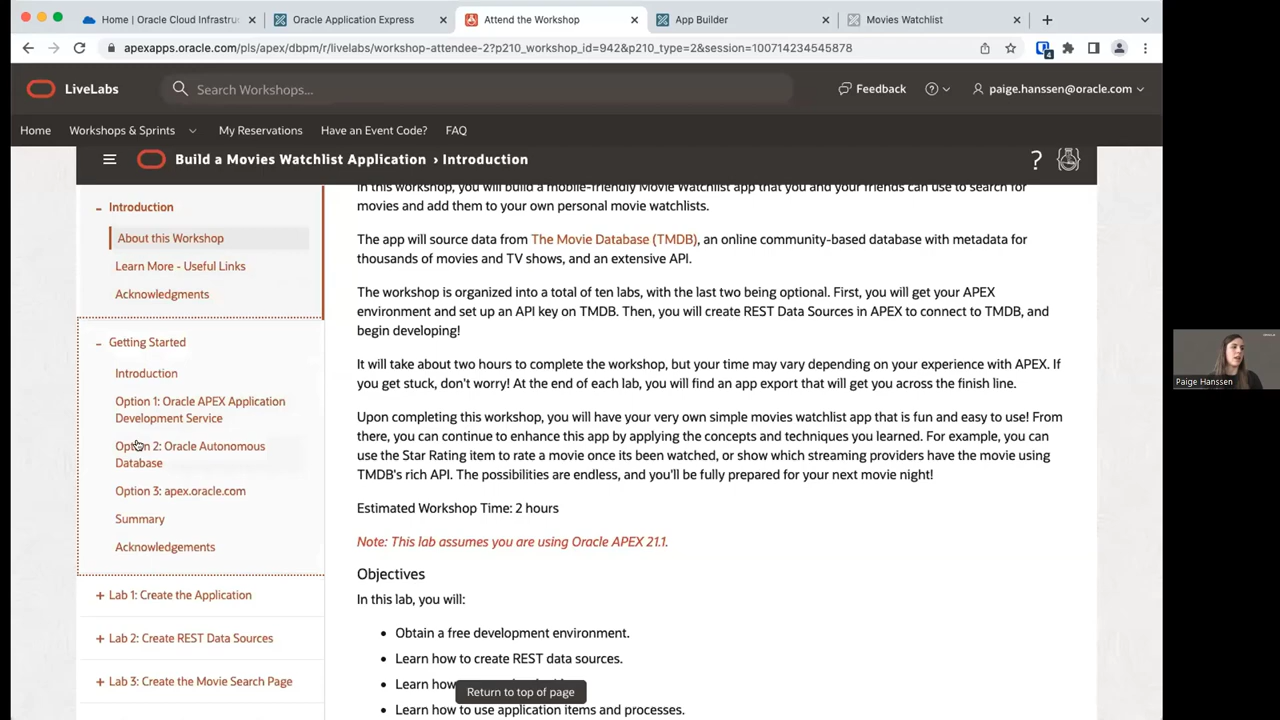 Home | Oracle Cloud Infrastru
Oracle Application Express
Attend the Workshop
App Builder
Movies Watchlist
apexapps.oracle.com/pls/apex/dbpm/r/livelabs/workshop-attendee-2?p210_workshop_id=942&p210_type=2&session=100714234545878
LiveLabs
Search Workshops...
Feedback
paige.hanssen@oracle.com
Home
Workshops & Sprints
My Reservations
Have an Event Code?
FAQ
Build a Movies Watchlist Application › Introduction
Introduction
About this Workshop
Learn More - Useful Links
Acknowledgments
Getting Started
Introduction
Option 1: Oracle APEX Application
Development Service
Option 2: Oracle Autonomous
Database
Option 3: apex.oracle.com
Summary
Acknowledgements
+ Lab 1: Create the Application
+ Lab 2: Create REST Data Sources
+ Lab 3: Create the Movie Search Page
In this workshop, you will build a mobile-friendly Movie Watchlist app that you and your friends can use to search for
movies and add them to your own personal movie watchlists.
The app will source data from The Movie Database (TMDB), an online community-based database with metadata for
thousands of movies and TV shows, and an extensive API.
The workshop is organized into a total of ten labs, with the last two being optional. First, you will get your APEX
environment and set up an API key on TMDB. Then, you will create REST Data Sources in APEX to connect to TMDB, and
begin developing!
It will take about two hours to complete the workshop, but your time may vary depending on your experience with APEX. If
you get stuck, don't worry! At the end of each lab, you will find an app export that will get you across the finish line.
Upon completing this workshop, you will have your very own simple movies watchlist app that is fun and easy to use! From
there, you can continue to enhance this app by applying the concepts and techniques you learned. For example, you can
use the Star Rating item to rate a movie once its been watched, or show which streaming providers have the movie using
TMDB's rich API. The possibilities are endless, and you'll be fully prepared for your next movie night!
Estimated Workshop Time: 2 hours
Note: This lab assumes you are using Oracle APEX 21.1.
Objectives
In this lab, you will:
• Obtain a free development environment.
• Learn how to create REST data sources.
• Learn how
Return to top of page
• Learn how to use application items and processes.
Paige Hanssen